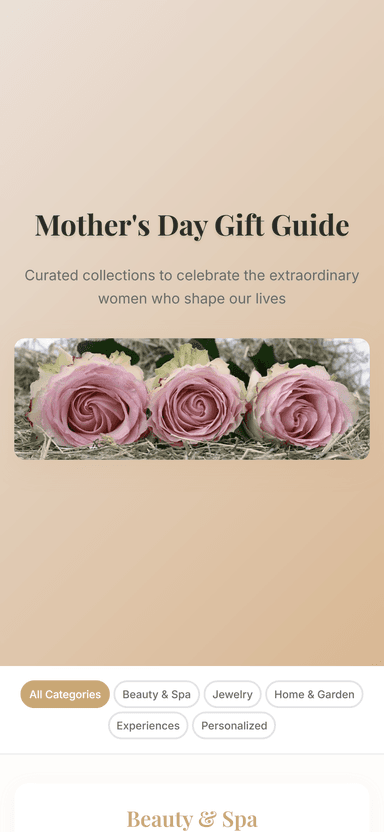 Mother's Day Gift Guide
Curated collections to celebrate the extraordinary
women who shape our lives
All Categories
Beauty & Spa
Jewelry
Home & Garden
Experiences
Personalized
Beauty & Spa